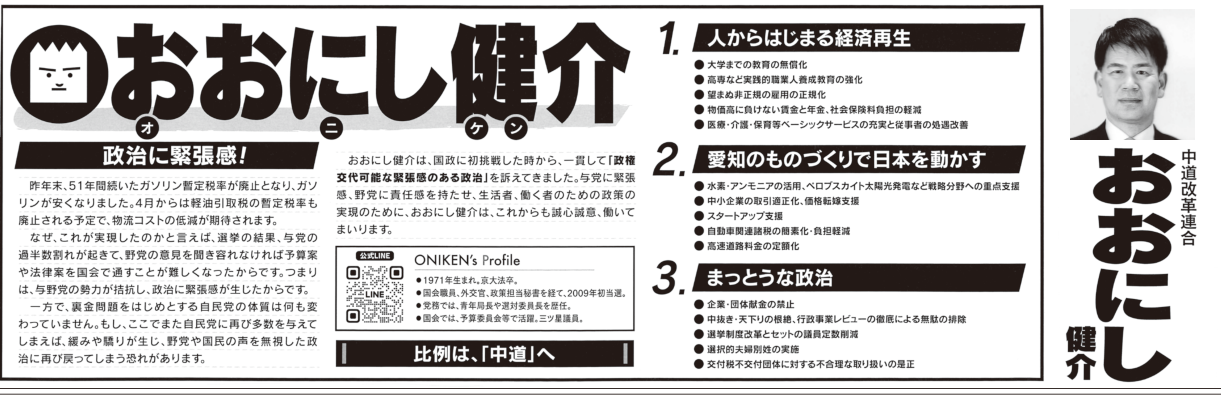 おおにし健介
オニケン
政治に緊張感!
昨年末、51年間続いたガソリン暫定税率が廃止となり、ガソ
リンが安くなりました。4月からは軽油引取税の暫定税率も
廃止される予定で、物流コストの低減が期待されます。
なぜ、これが実現したのかと言えば、選挙の結果、与党の
過半数割れが起きて、野党の意見を聞き容れなければ予算案
や法律案を国会で通すことが難しくなったからです。つまり
は、与野党の勢力が拮抗し、政治に緊張感が生じたからです。
一方で、裏金問題をはじめとする自民党の体質は何も変
わっていません。もし、ここでまた自民党に再び多数を与えて
しまえば、緩みや驕りが生じ、野党や国民の声を無視した政
治に再び戻ってしまう恐れがあります。
おおにし健介は、国政に初挑戦した時から、一貫して「政権
交代可能な緊張感のある政治」を訴えてきました。与党に緊張
感、野党に責任感を持たせ、生活者、働く者のための政策の
実現のために、おおにし健介は、これからも誠心誠意、働いて
まいります。
公式LINE
LINE
ONIKEN's Profile
●1971年生まれ。京大法卒。
●国会職員、外交官、政策担当秘書を経て、2009年初当選。
●党務では、青年局長や選対委員長を歴任。
●国会では、予算委員会等で活躍。三ツ星議員。
比例は、「中道」へ
1. 人からはじまる経済再生
●大学までの教育の無償化
●高専など実践的職業人養成教育の強化
●望まぬ非正規の雇用の正規化
●物価高に負けない賃金と年金、社会保険料負担の軽減
●医療・介護・保育等ベーシックサービスの充実と従事者の処遇改善
2. 愛知のものづくりで日本を動かす
●水素・アンモニアの活用、ペロブスカイト太陽光発電など戦略分野への重点支援
●中小企業の取引適正化、価格転嫁支援
●スタートアップ支援
●自動車関連諸税の簡素化・負担軽減
●高速道路料金の定額化
3. まっとうな政治
●企業・団体献金の禁止
●中抜き・天下りの根絶、行政事業レビューの徹底による無駄の排除
●選挙制度改革とセットの議員定数削減
●選択的夫婦別姓の実施
●交付税不交付団体に対する不合理な取り扱いの是正
中道改革連合
おおにし
健介